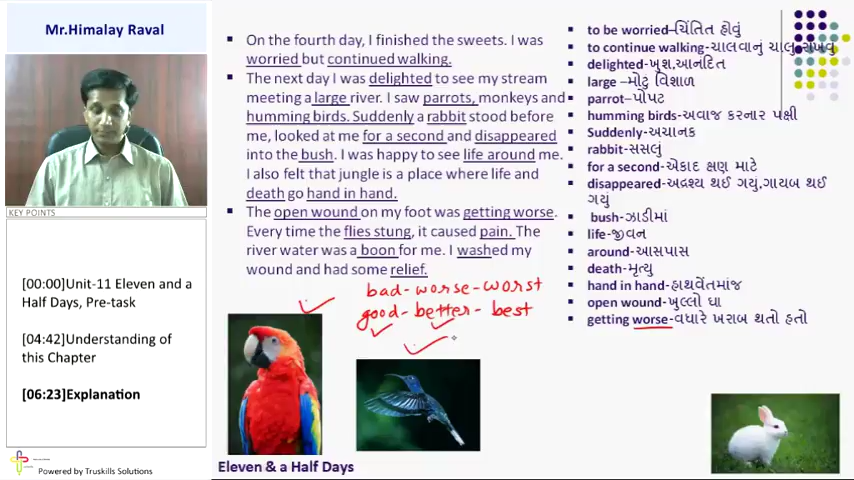 Mr.Himalay Raval
KEY POINTS
[00:00]Unit-11 Eleven and a
Half Days, Pre-task
[04:42]Understanding of
this Chapter
[06:23]Explanation
Powered by Truskills Solutions
On the fourth day, I finished the sweets. I was
worried but continued walking.
The next day I was delighted to see my stream
meeting a large river. I saw parrots, monkeys and
humming birds. Suddenly a rabbit stood before
me, looked at me for a second and disappeared
into the bush. I was happy to see life around me.
I also felt that jungle is a place where life and
death go hand in hand.
The open wound on my foot was getting worse.
Every time the flies stung, it caused pain. The
river water was a boon for me. I washed my
wound and had some relief.
bad-worse-worst
good-better-best
Eleven & a Half Days
to be worried–ચિંતિત હોવું
to continue walking-ચાલવાનું ચાલુ રાખવું
delighted-ખુશ,આનંદિત
large –મોટુ વિશાળ
parrot–પોપટ
humming birds-અવાજ કરનાર પક્ષી
Suddenly-અચાનક
rabbit-સસલું
for a second-એકાદ ક્ષણ માટે
disappeared-અદ્રશ્ય થઈ ગયું,ગાયબ થઈ
ગયું
bush-ઝાડીમાં
life-જીવન
around-આસપાસ
death-મૃત્યુ
hand in hand-હાથવેંતમાંજ
open wound-ખુલ્લો ઘા
getting worse-વધારે ખરાબ થતો હતો